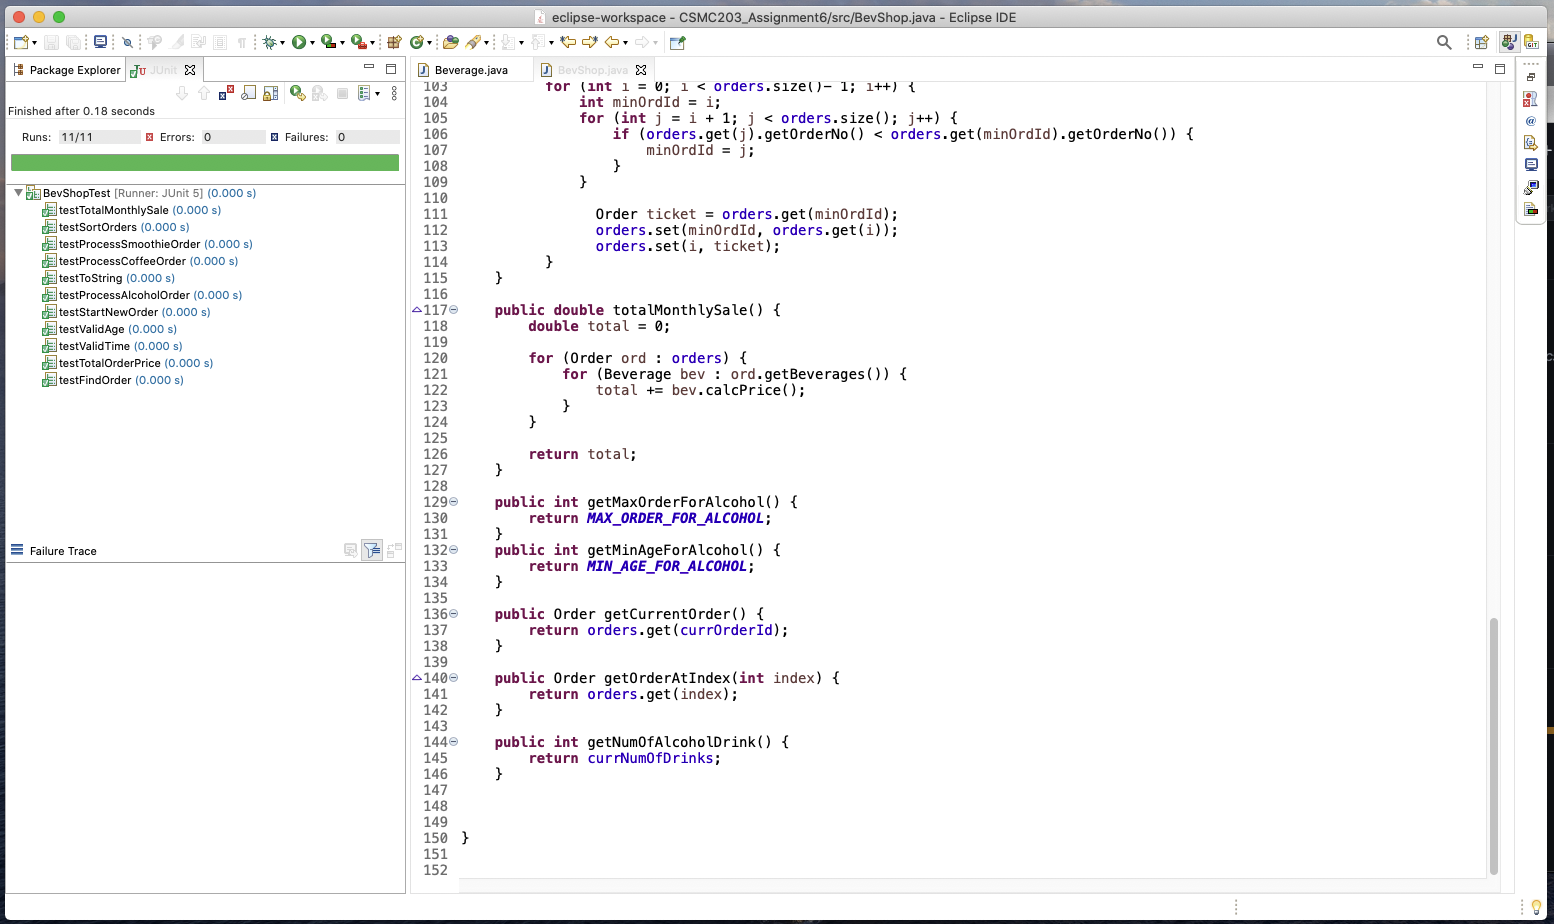 eclipse-workspace - CSMC203_Assignment6/src/BevShop.java - Eclipse IDE
Package Explorer
JUnit
Finished after 0.18 seconds
Runs: 11/11 Errors: 0 Failures: 0
BevShopTest [Runner: JUnit 5] (0.000 s)
testTotalMonthlySale (0.000 s)
testSortOrders (0.000 s)
testProcessSmoothieOrder (0.000 s)
testProcessCoffeeOrder (0.000 s)
testToString (0.000 s)
testProcessAlcoholOrder (0.000 s)
testStartNewOrder (0.000 s)
testValidAge (0.000 s)
testValidTime (0.000 s)
testTotalOrderPrice (0.000 s)
testFindOrder (0.000 s)
Failure Trace
Beverage.java
BevShop.java
103 for (int i = 0; i < orders.size()- 1; i++) {
104 int minOrdId = i;
105 for (int j = i + 1; j < orders.size(); j++) {
106 if (orders.get(j).getOrderNo() < orders.get(minOrdId).getOrderNo()) {
107 minOrdId = j;
108 }
109 }
110
111 Order ticket = orders.get(minOrdId);
112 orders.set(minOrdId, orders.get(i));
113 orders.set(i, ticket);
114 }
115 }
116
117 public double totalMonthlySale() {
118 double total = 0;
119
120 for (Order ord : orders) {
121 for (Beverage bev : ord.getBeverages()) {
122 total += bev.calcPrice();
123 }
124 }
125
126 return total;
127 }
128
129 public int getMaxOrderForAlcohol() {
130 return MAX_ORDER_FOR_ALCOHOL;
131 }
132 public int getMinAgeForAlcohol() {
133 return MIN_AGE_FOR_ALCOHOL;
134 }
135
136 public Order getCurrentOrder() {
137 return orders.get(currOrderId);
138 }
139
140 public Order getOrderAtIndex(int index) {
141 return orders.get(index);
142 }
143
144 public int getNumOfAlcoholDrink() {
145 return currNumOfDrinks;
146 }
147
148
149
150 }
151
152